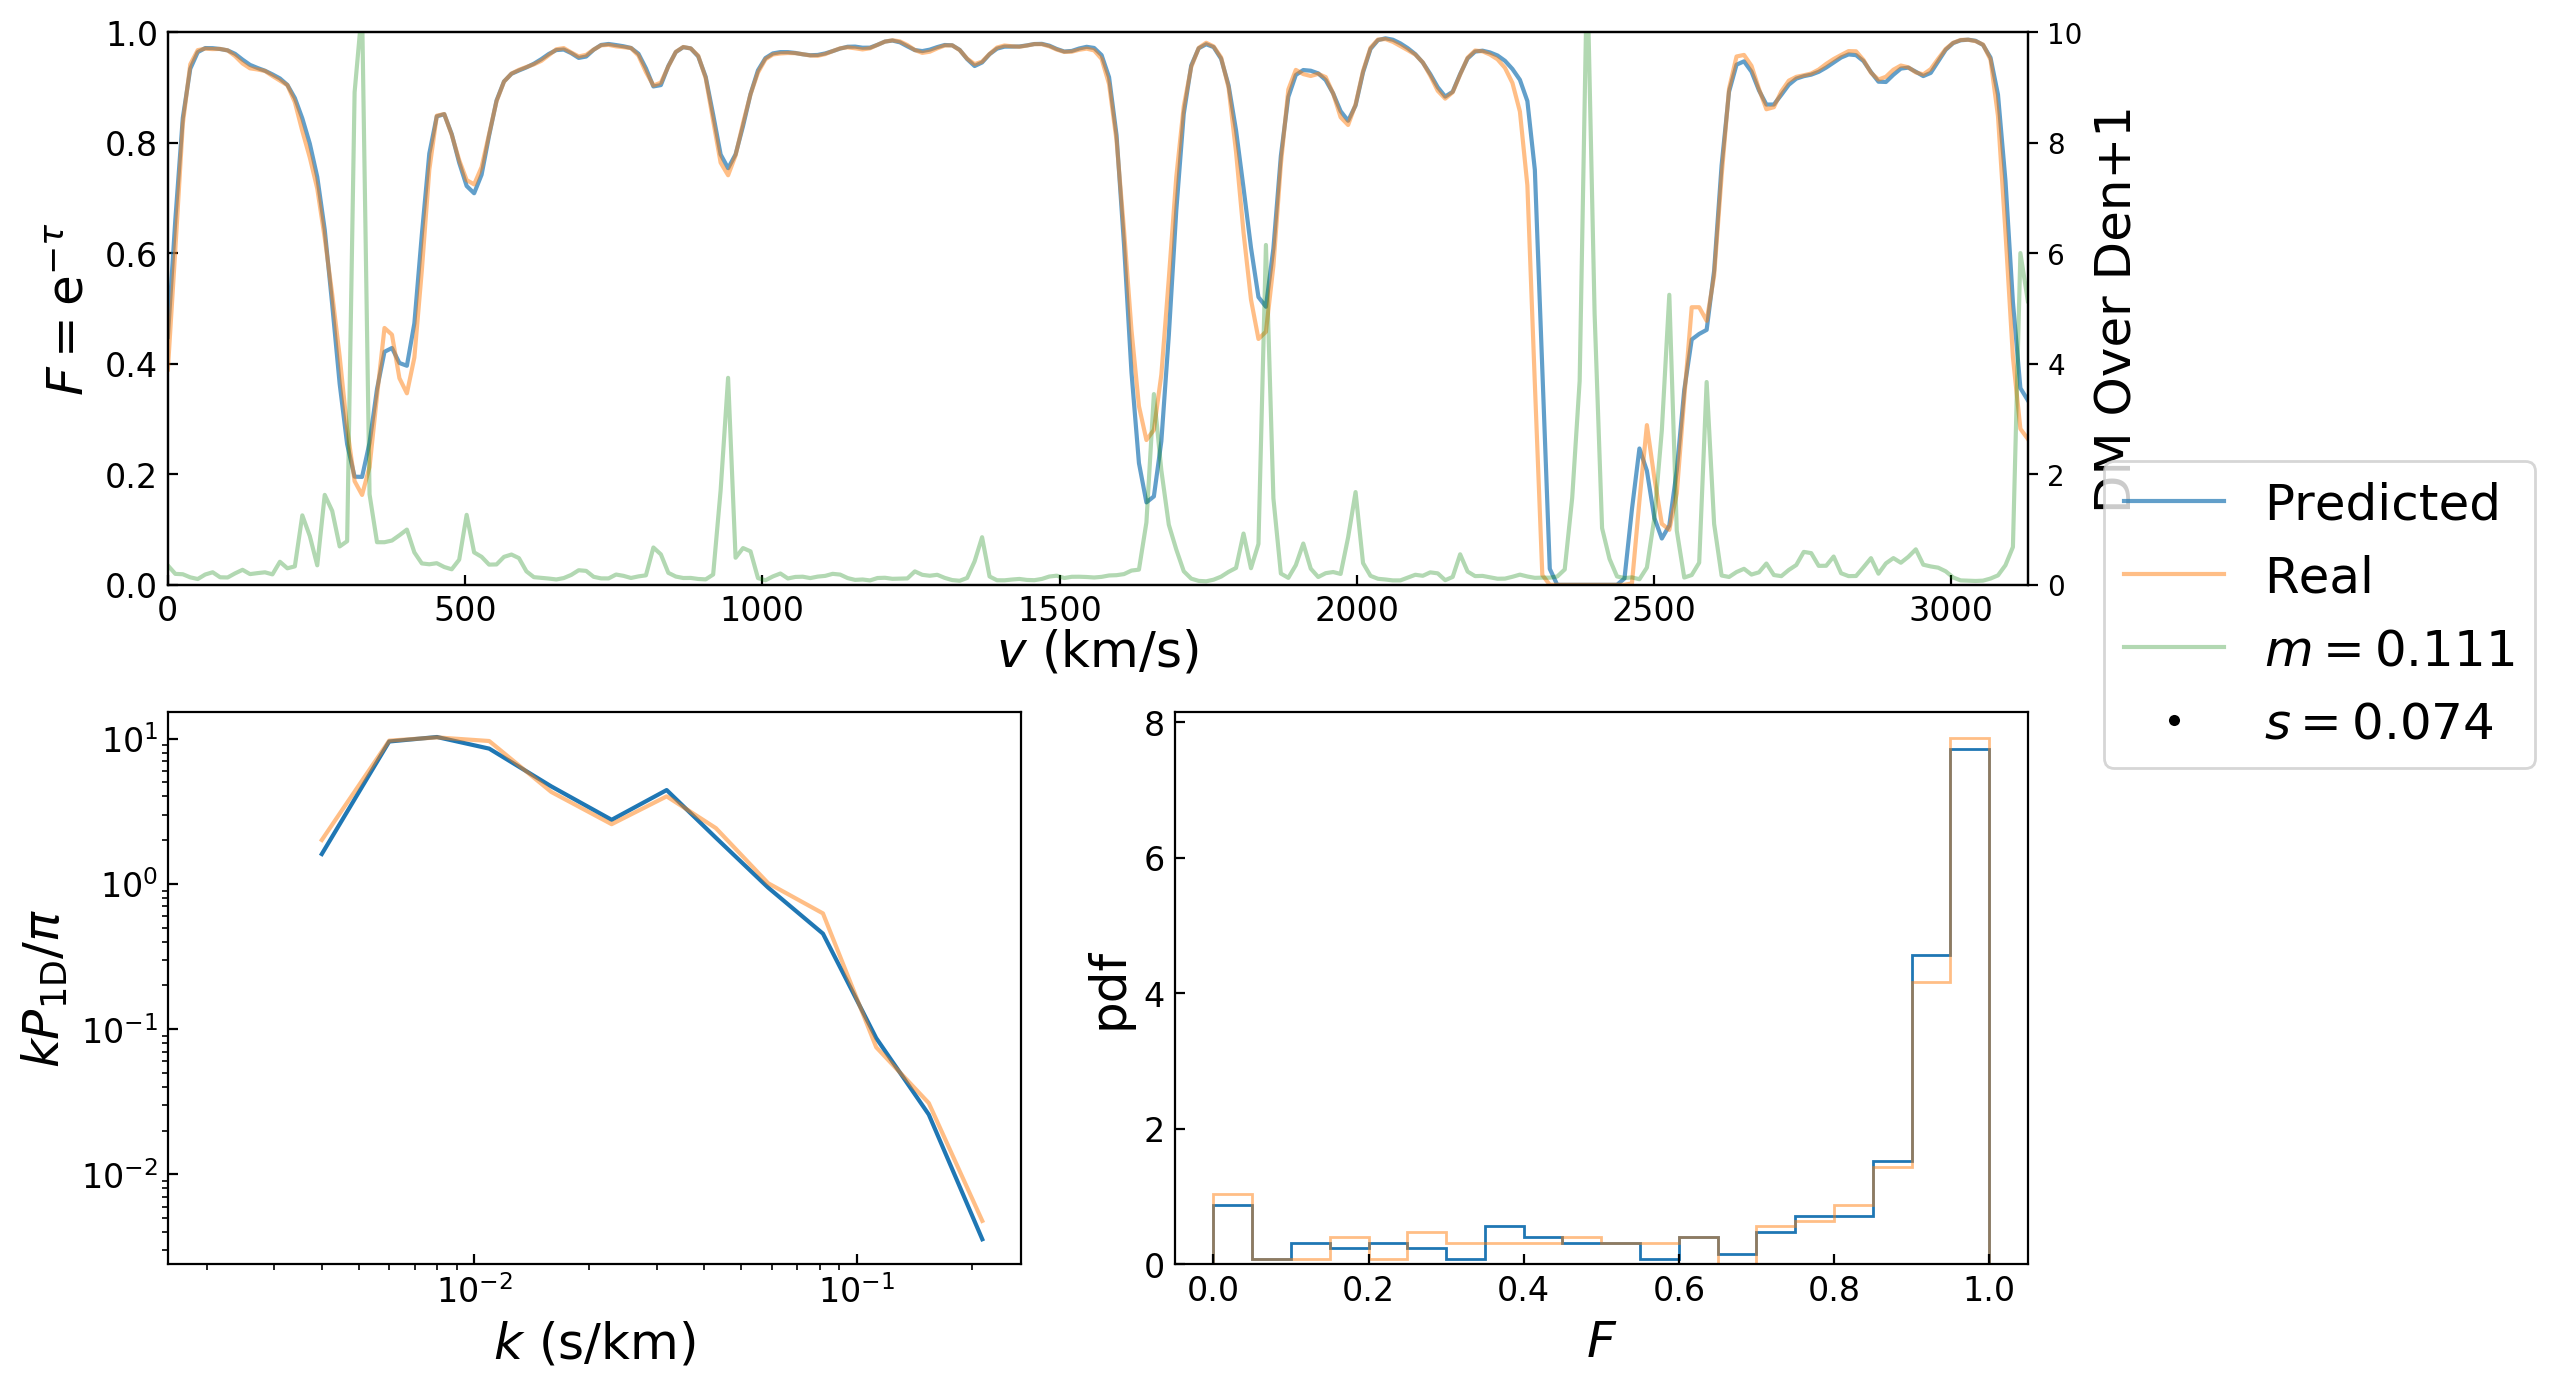 1.0
0.8
0.6
0.4
0.2
0.0
F = e^{−τ}
10
8
6
4
2
0
DM Over Den+1
0 500 1000 1500 2000 2500 3000
v (km/s)
Predicted
Real
m = 0.111
s = 0.074
10^1
10^0
10^{−1}
10^{−2}
kP_{1D}/π
10^{−2} 10^{−1}
k (s/km)
8
6
4
2
0
pdf
0.0 0.2 0.4 0.6 0.8 1.0
F